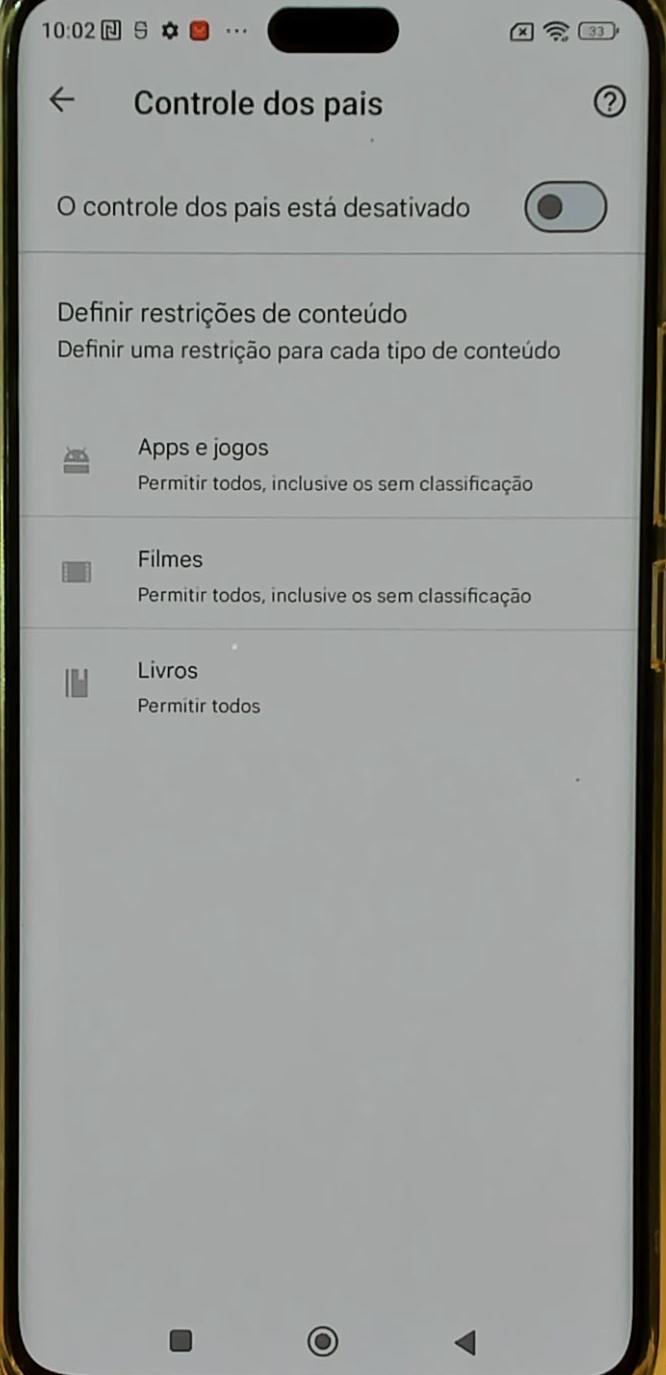 10:02
33
Controle dos pais
O controle dos pais está desativado
Definir restrições de conteúdo
Definir uma restrição para cada tipo de conteúdo
Apps e jogos
Permitir todos, inclusive os sem classificação
Filmes
Permitir todos, inclusive os sem classificação
Livros
Permitir todos